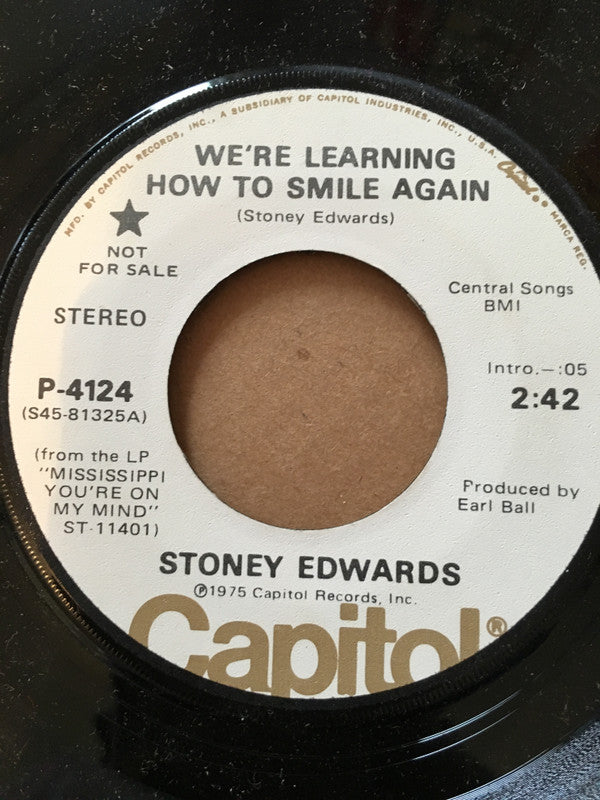 MFD. BY CAPITOL RECORDS, INC., A SUBSIDIARY OF CAPITOL INDUSTRIES, INC., U.S.A. Capitol • MARCA REG.
WE'RE LEARNING
HOW TO SMILE AGAIN
(Stoney Edwards)
NOT
FOR SALE
STEREO
Central Songs
BMI
P-4124
(S45-81325A)
Intro.—:05
2:42
(from the LP
"MISSISSIPPI
YOU'RE ON
MY MIND"
ST-11401)
Produced by
Earl Ball
STONEY EDWARDS
℗1975 Capitol Records, Inc.
Capitol®